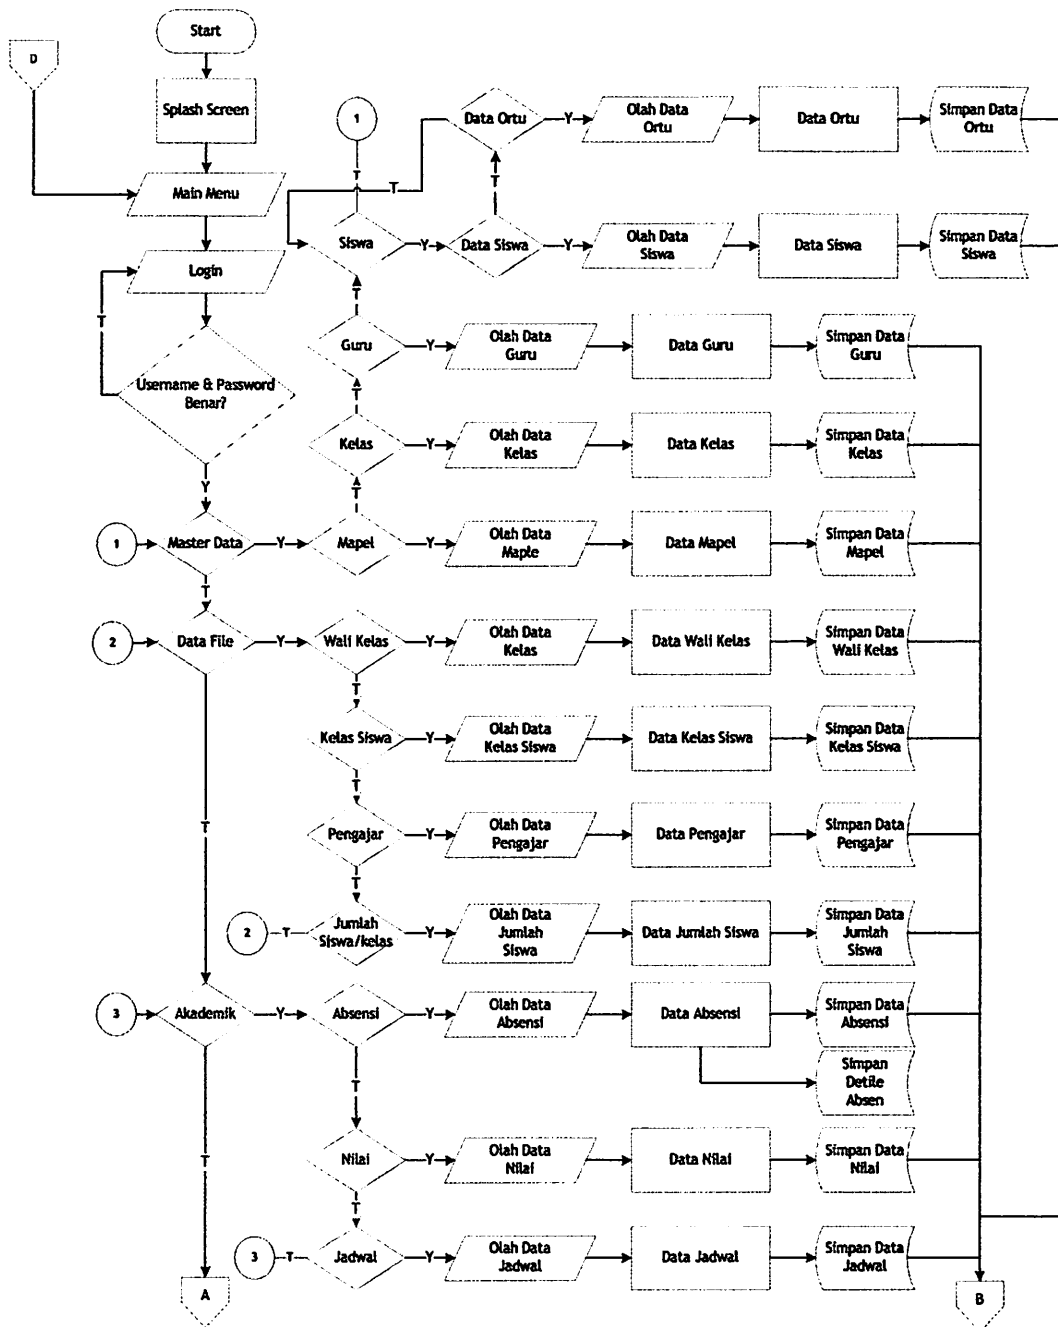 Start
D
Splash Screen
1
Data Ortu
Y
Olah Data
Ortu
Data Ortu
Simpan Data
Ortu
T
T
T
Main Menu
Siswa
Y
Data Siswa
Y
Olah Data
Siswa
Data Siswa
Simpan Data
Siswa
Login
T
T
Guru
Y
Olah Data
Guru
Data Guru
Simpan Data
Guru
Username & Password
Benar?
T
Kelas
Y
Olah Data
Kelas
Data Kelas
Simpan Data
Kelas
Y
T
1
Master Data
Y
Mapel
Y
Olah Data
Maple
Data Mapel
Simpan Data
Mapel
T
2
Data File
Y
Wali Kelas
Y
Olah Data
Kelas
Data Wali Kelas
Simpan Data
Wali Kelas
T
Kelas Siswa
Y
Olah Data
Kelas Siswa
Data Kelas Siswa
Simpan Data
Kelas Siswa
T
T
Pengajar
Y
Olah Data
Pengajar
Data Pengajar
Simpan Data
Pengajar
T
2
T
Jumlah
Siswa/kelas
Y
Olah Data
Jumlah
Siswa
Data Jumlah Siswa
Simpan Data
Jumlah
Siswa
3
Akademik
Y
Absensi
Y
Olah Data
Absensi
Data Absensi
Simpan Data
Absensi
T
Simpan
Detile
Absen
T
Nilai
Y
Olah Data
Nilai
Data Nilai
Simpan Data
Nilai
T
3
T
Jadwal
Y
Olah Data
Jadwal
Data Jadwal
Simpan Data
Jadwal
A
B